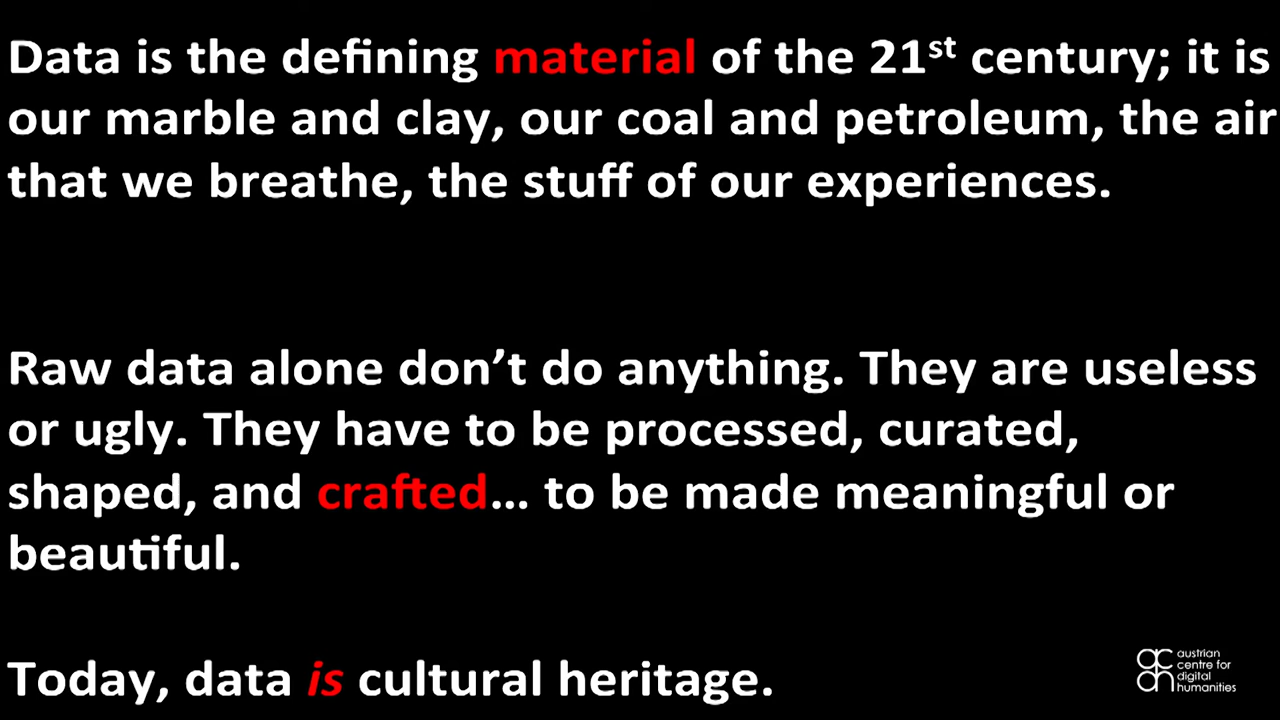 Data is the defining material of the 21st century; it is
our marble and clay, our coal and petroleum, the air
that we breathe, the stuff of our experiences.
Raw data alone don’t do anything. They are useless
or ugly. They have to be processed, curated,
shaped, and crafted… to be made meaningful or
beautiful.
Today, data is cultural heritage.
acdh
austrian
centre for
digital
humanities